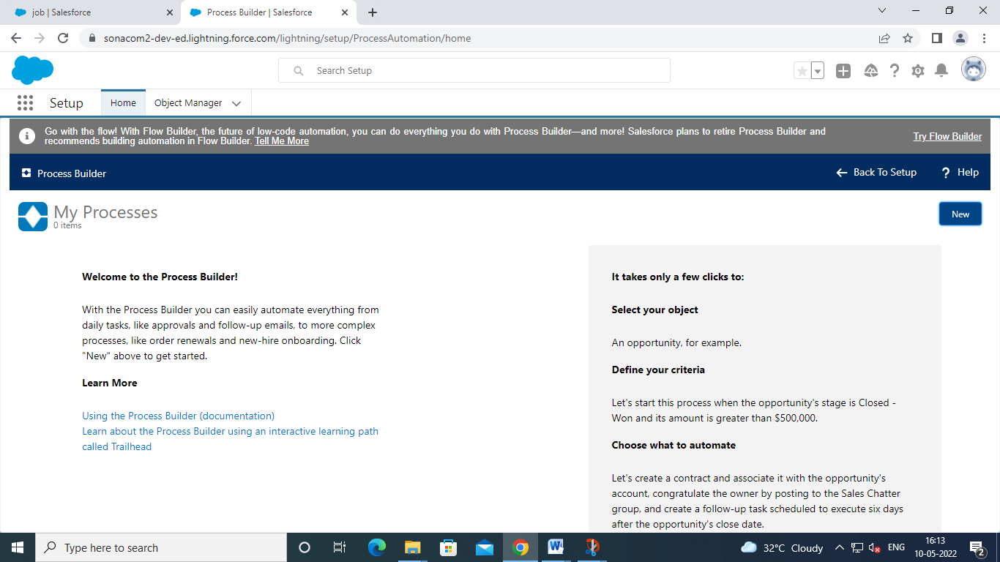 job | Salesforce
Process Builder | Salesforce
sonacom2-dev-ed.lightning.force.com/lightning/setup/ProcessAutomation/home
Search Setup
Setup
Home
Object Manager
Go with the flow! With Flow Builder, the future of low-code automation, you can do everything you do with Process Builder—and more! Salesforce plans to retire Process Builder and
recommends building automation in Flow Builder. Tell Me More
Try Flow Builder
Process Builder
Back To Setup
? Help
My Processes
0 items
New
Welcome to the Process Builder!
With the Process Builder you can easily automate everything from
daily tasks, like approvals and follow-up emails, to more complex
processes, like order renewals and new-hire onboarding. Click
"New" above to get started.
Learn More
Using the Process Builder (documentation)
Learn about the Process Builder using an interactive learning path
called Trailhead
It takes only a few clicks to:
Select your object
An opportunity, for example.
Define your criteria
Let's start this process when the opportunity's stage is Closed -
Won and its amount is greater than $500,000.
Choose what to automate
Let's create a contract and associate it with the opportunity's
account, congratulate the owner by posting to the Sales Chatter
group, and create a follow-up task scheduled to execute six days
after the opportunity's close date.
Type here to search
32°C Cloudy
ENG
16:13
10-05-2022
2